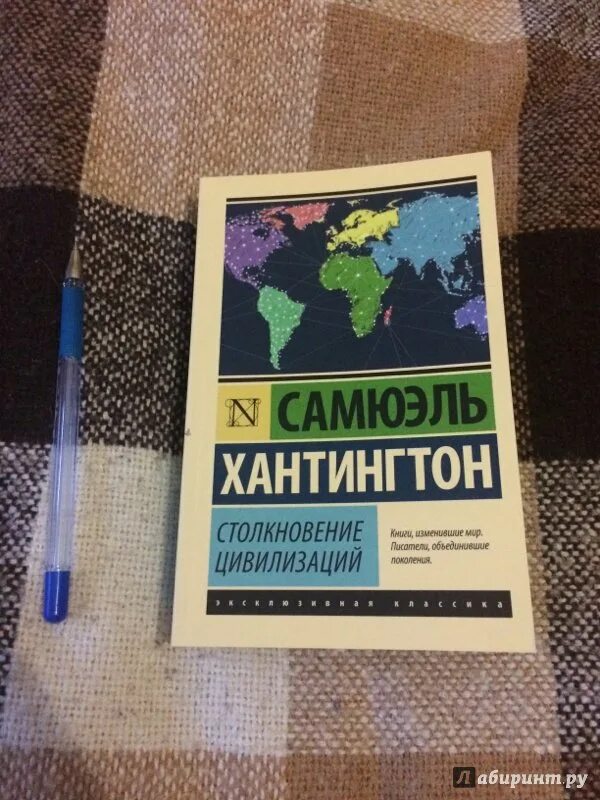 N
САМЮЭЛЬ
ХАНТИНГТОН
СТОЛКНОВЕНИЕ
ЦИВИЛИЗАЦИЙ
Книги, изменившие мир.
Писатели, объединившие
поколения.
ЭКСКЛЮЗИВНАЯ КЛАССИКА
Лабиринт.ру